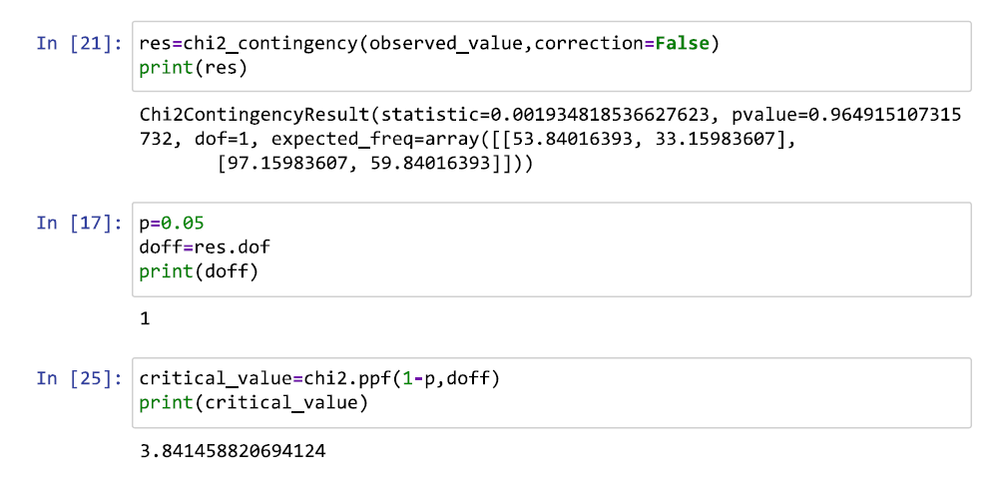 In [21]: res=chi2_contingency(observed_value,correction=False)
print(res)
Chi2ContingencyResult(statistic=0.001934818536627623, pvalue=0.964915107315
732, dof=1, expected_freq=array([[53.84016393, 33.15983607],
       [97.15983607, 59.84016393]]))
In [17]: p=0.05
doff=res.dof
print(doff)
1
In [25]: critical_value=chi2.ppf(1-p,doff)
print(critical_value)
3.841458820694124